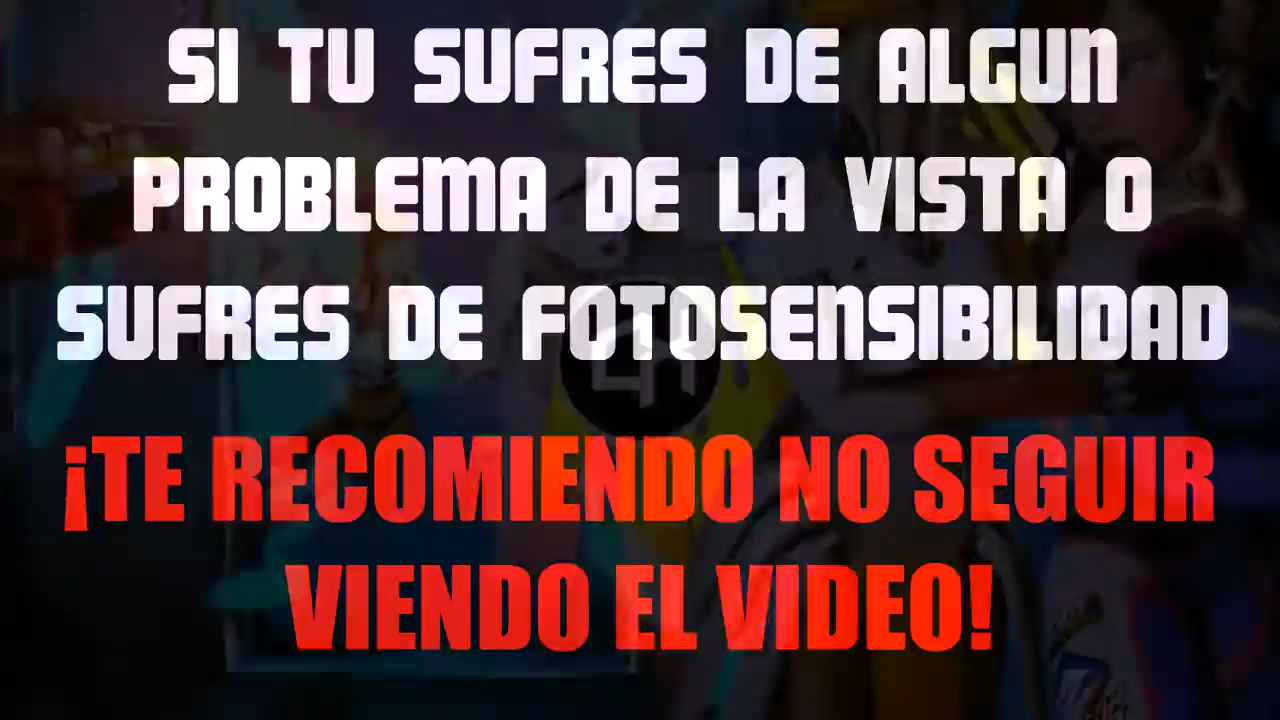 SI TU SUFRES DE ALGUN
PROBLEMA DE LA VISTA O
SUFRES DE FOTOSENSIBILIDAD
¡TE RECOMIENDO NO SEGUIR
VIENDO EL VIDEO!